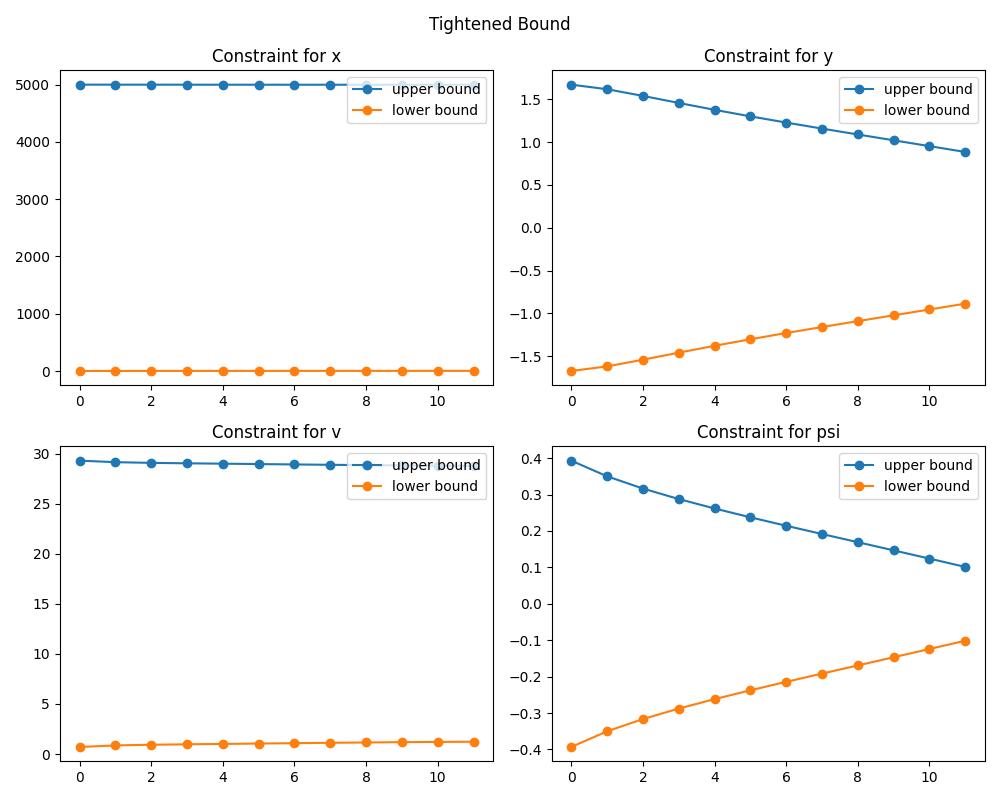 Tightened Bound
Constraint for x
5000
4000
3000
2000
1000
0
0 2 4 6 8 10
upper bound
lower bound
Constraint for y
1.5
1.0
0.5
0.0
−0.5
−1.0
−1.5
0 2 4 6 8 10
upper bound
lower bound
Constraint for v
30
25
20
15
10
5
0
0 2 4 6 8 10
upper bound
lower bound
Constraint for psi
0.4
0.3
0.2
0.1
0.0
−0.1
−0.2
−0.3
−0.4
0 2 4 6 8 10
upper bound
lower bound